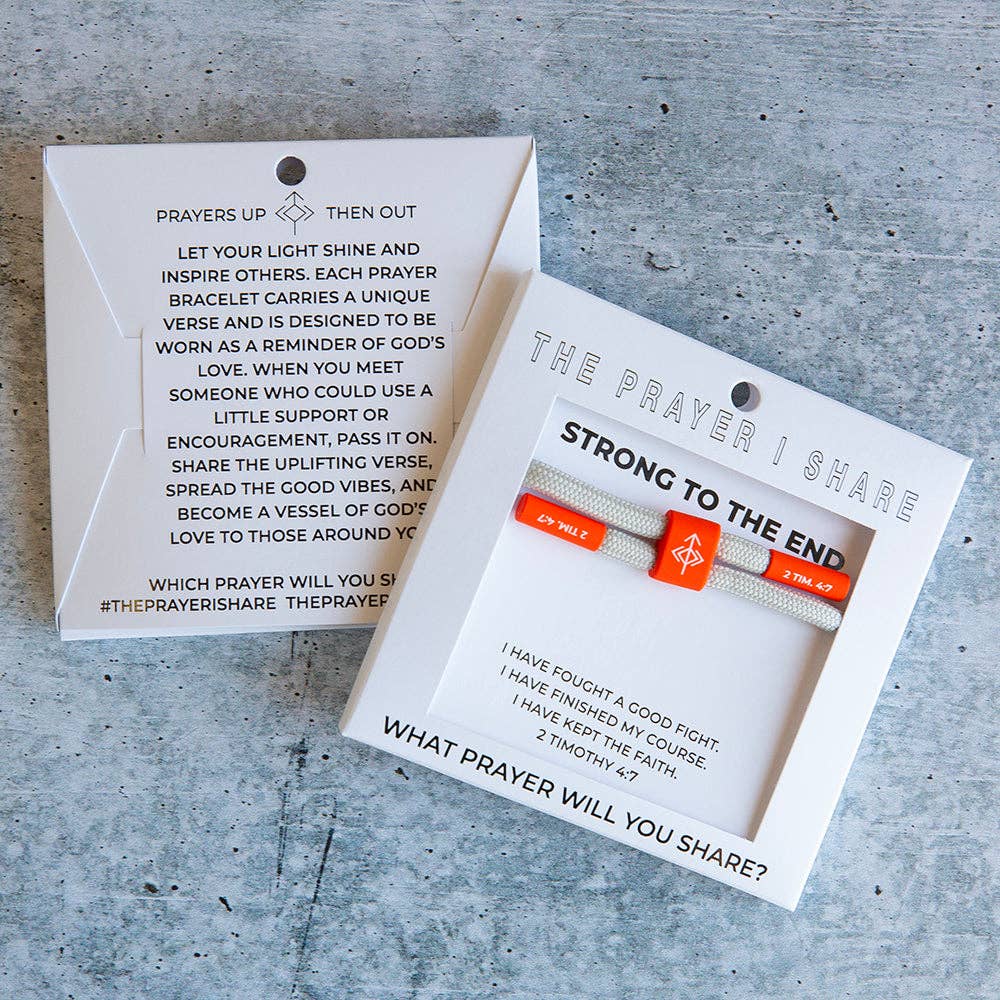 PRAYERS UP THEN OUT
LET YOUR LIGHT SHINE AND
INSPIRE OTHERS. EACH PRAYER
BRACELET CARRIES A UNIQUE
VERSE AND IS DESIGNED TO BE
WORN AS A REMINDER OF GOD'S
LOVE. WHEN YOU MEET
SOMEONE WHO COULD USE A
LITTLE SUPPORT OR
ENCOURAGEMENT, PASS IT ON.
SHARE THE UPLIFTING VERSE,
SPREAD THE GOOD VIBES, AND
BECOME A VESSEL OF GOD'S
LOVE TO THOSE AROUND
WHICH PRAYER WILL YOU
#THEPRAYERISHARE
THE PRAYER I SHARE
STRONG TO THE END
2 TIM. 4:7
2 TIM. 4:7
I HAVE FOUGHT A GOOD FIGHT.
I HAVE FINISHED MY COURSE.
I HAVE KEPT THE FAITH.
2 TIMOTHY 4:7
WHAT PRAYER WILL YOU SHARE?